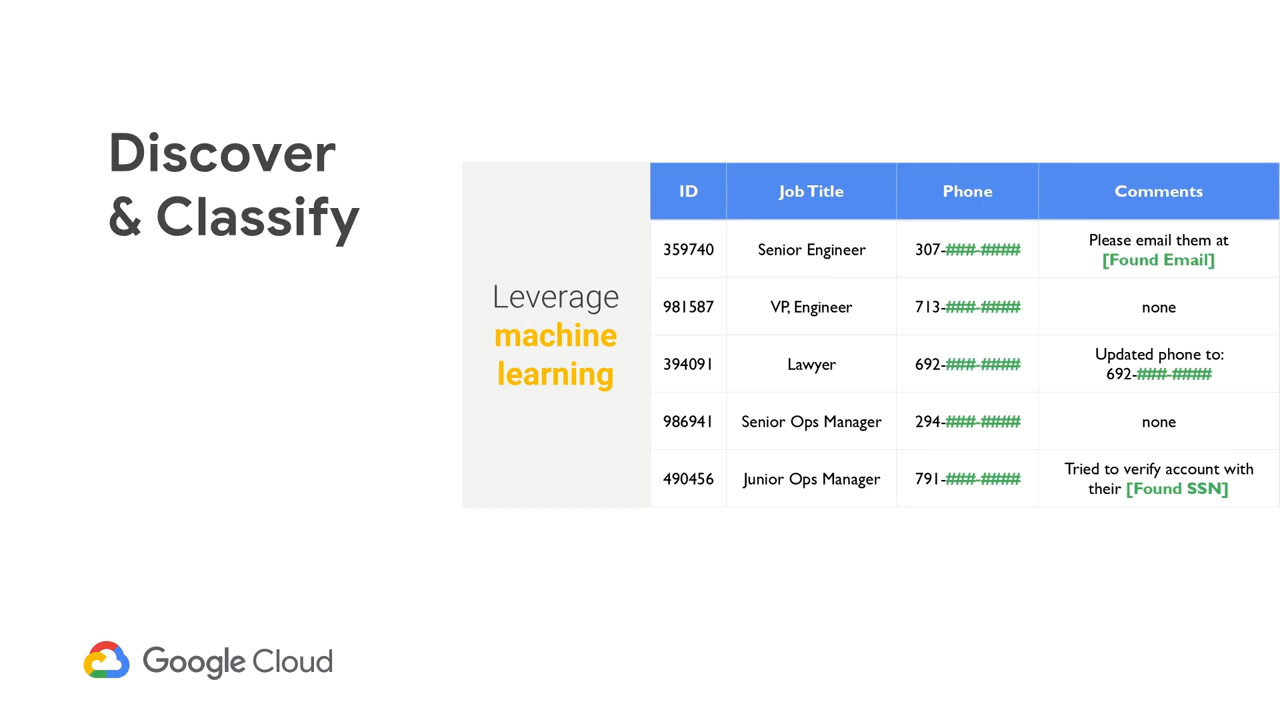 Discover
& Classify
Leverage
machine
learning
ID Job Title Phone Comments
359740 Senior Engineer 307-###-#### Please email them at
[Found Email]
981587 VP, Engineer 713-###-#### none
394091 Lawyer 692-###-#### Updated phone to:
692-###-####
986941 Senior Ops Manager 294-###-#### none
490456 Junior Ops Manager 791-###-#### Tried to verify account with
their [Found SSN]
Google Cloud